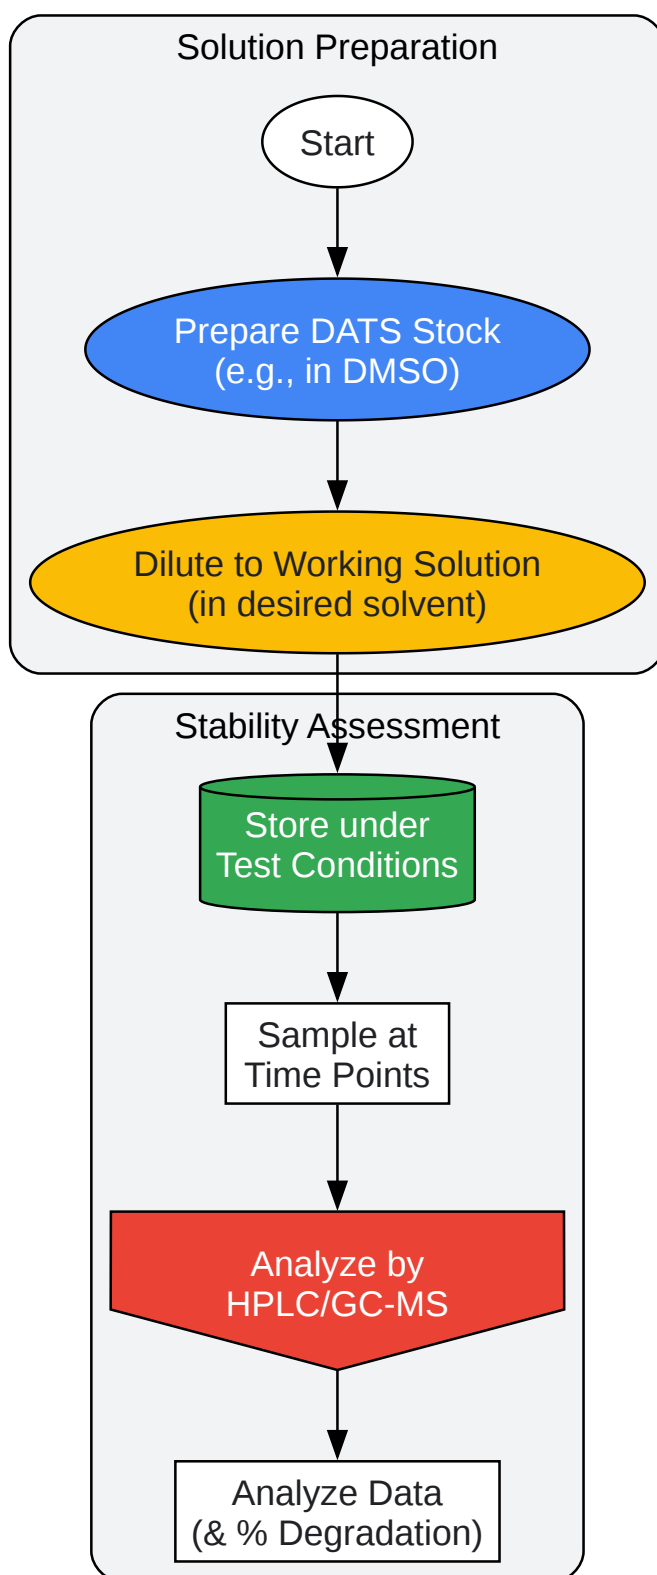 Solution Preparation
Start
Prepare DATS Stock
(e.g., in DMSO)
Dilute to Working Solution
(in desired solvent)
Stability Assessment
Store under
Test Conditions
Sample at
Time Points
Analyze by
HPLC/GC-MS
Analyze Data
(& % Degradation)